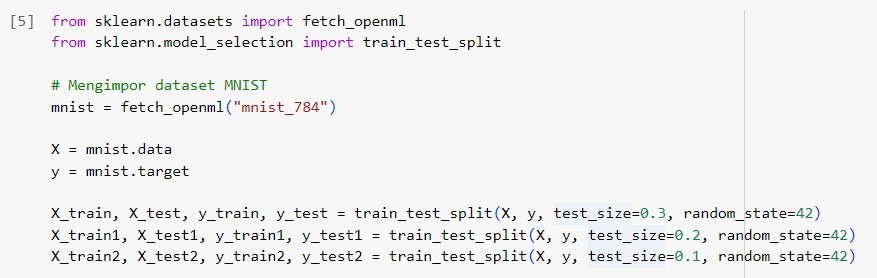 [5] from sklearn.datasets import fetch_openml
from sklearn.model_selection import train_test_split
# Mengimpor dataset MNIST
mnist = fetch_openml("mnist_784")
X = mnist.data
y = mnist.target
X_train, X_test, y_train, y_test = train_test_split(X, y, test_size=0.3, random_state=42)
X_train1, X_test1, y_train1, y_test1 = train_test_split(X, y, test_size=0.2, random_state=42)
X_train2, X_test2, y_train2, y_test2 = train_test_split(X, y, test_size=0.1, random_state=42)